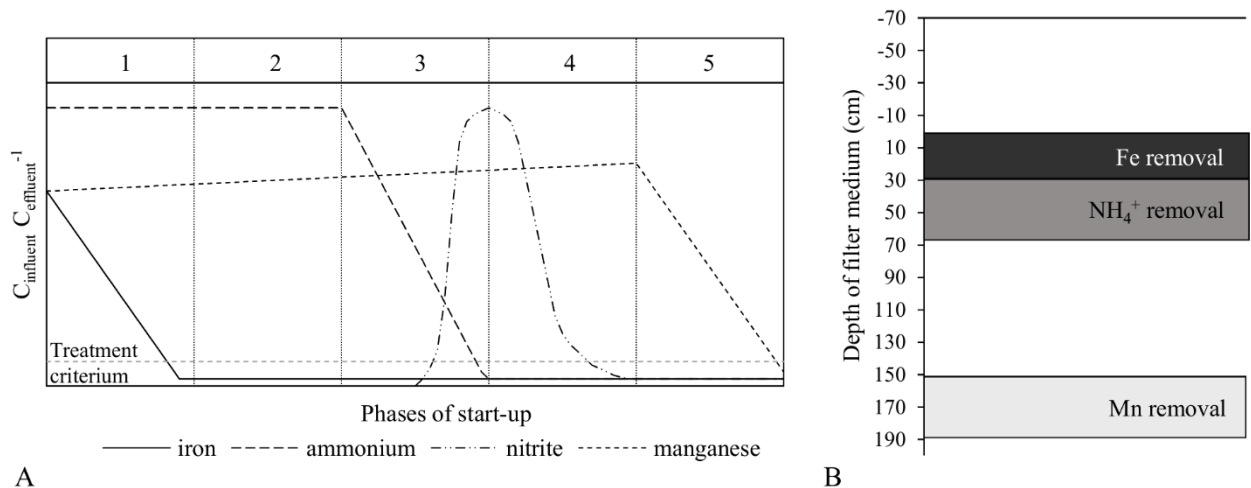 1 2 3 4 5
C_influent C_effluent^-1
Treatment
criterium
Phases of start-up
iron ammonium nitrite manganese
A
-70
-50
-30
-10
10
30
50
70
90
110
130
150
170
190
Depth of filter medium (cm)
Fe removal
NH₄⁺ removal
Mn removal
B